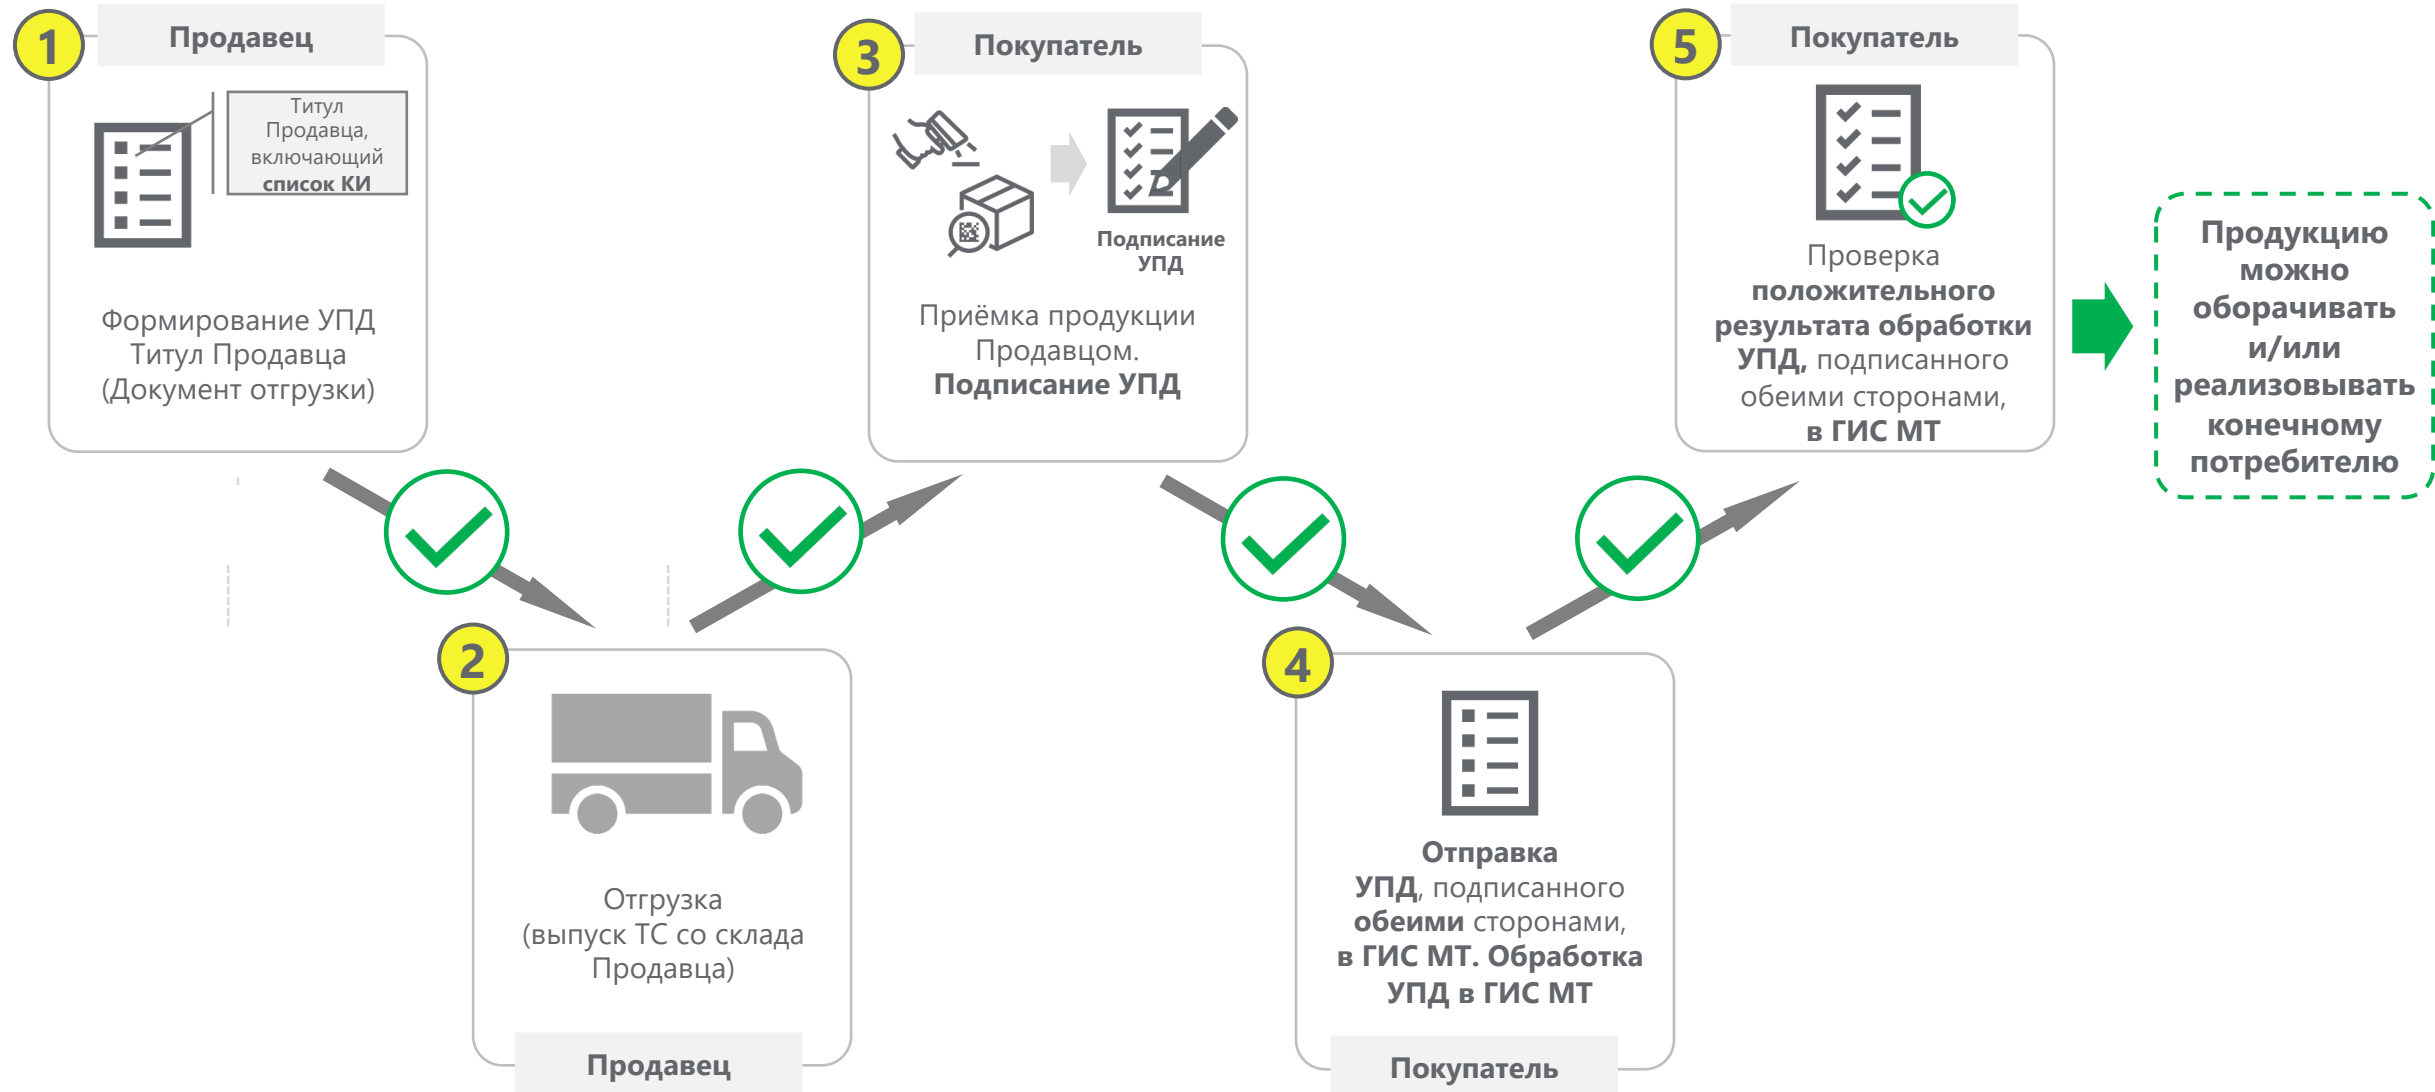 1
Продавец
Титул
Продавца,
включающий
список КИ
Формирование УПД
Титул Продавца
(Документ отгрузки)
2
Отгрузка
(выпуск ТС со склада
Продавца)
Продавец
3
Покупатель
Подписание
УПД
Приёмка продукции
Продавцом.
Подписание УПД
4
Отправка
УПД, подписанного
обеими сторонами,
в ГИС МТ. Обработка
УПД в ГИС МТ
Покупатель
5
Покупатель
Проверка
положительного
результата обработки
УПД, подписанного
обеими сторонами,
в ГИС МТ
Продукцию
можно
оборачивать
и/или
реализовывать
конечному
потребителю